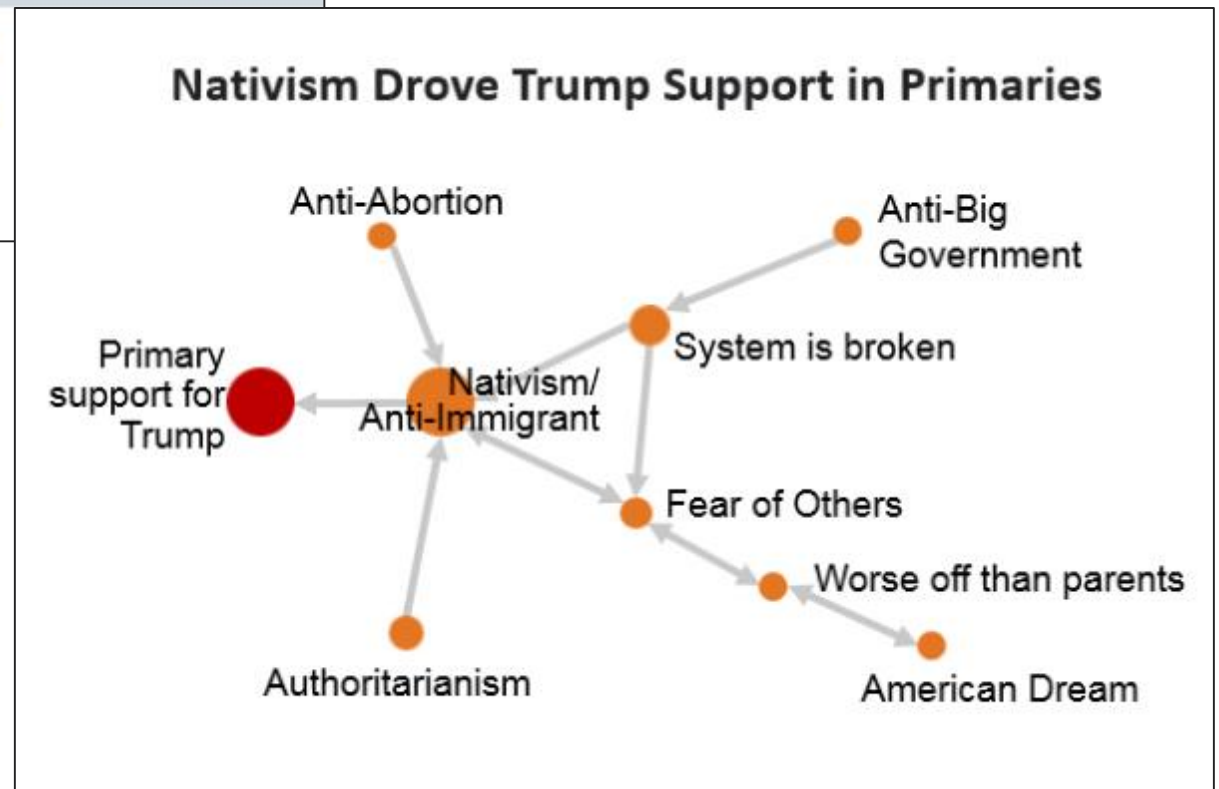 Nativism Drove Trump Support in Primaries
Anti-Abortion
Anti-Big
Government
System is broken
Primary
support for
Trump
Nativism/
Anti-Immigrant
Fear of Others
Worse off than parents
Authoritarianism
American Dream